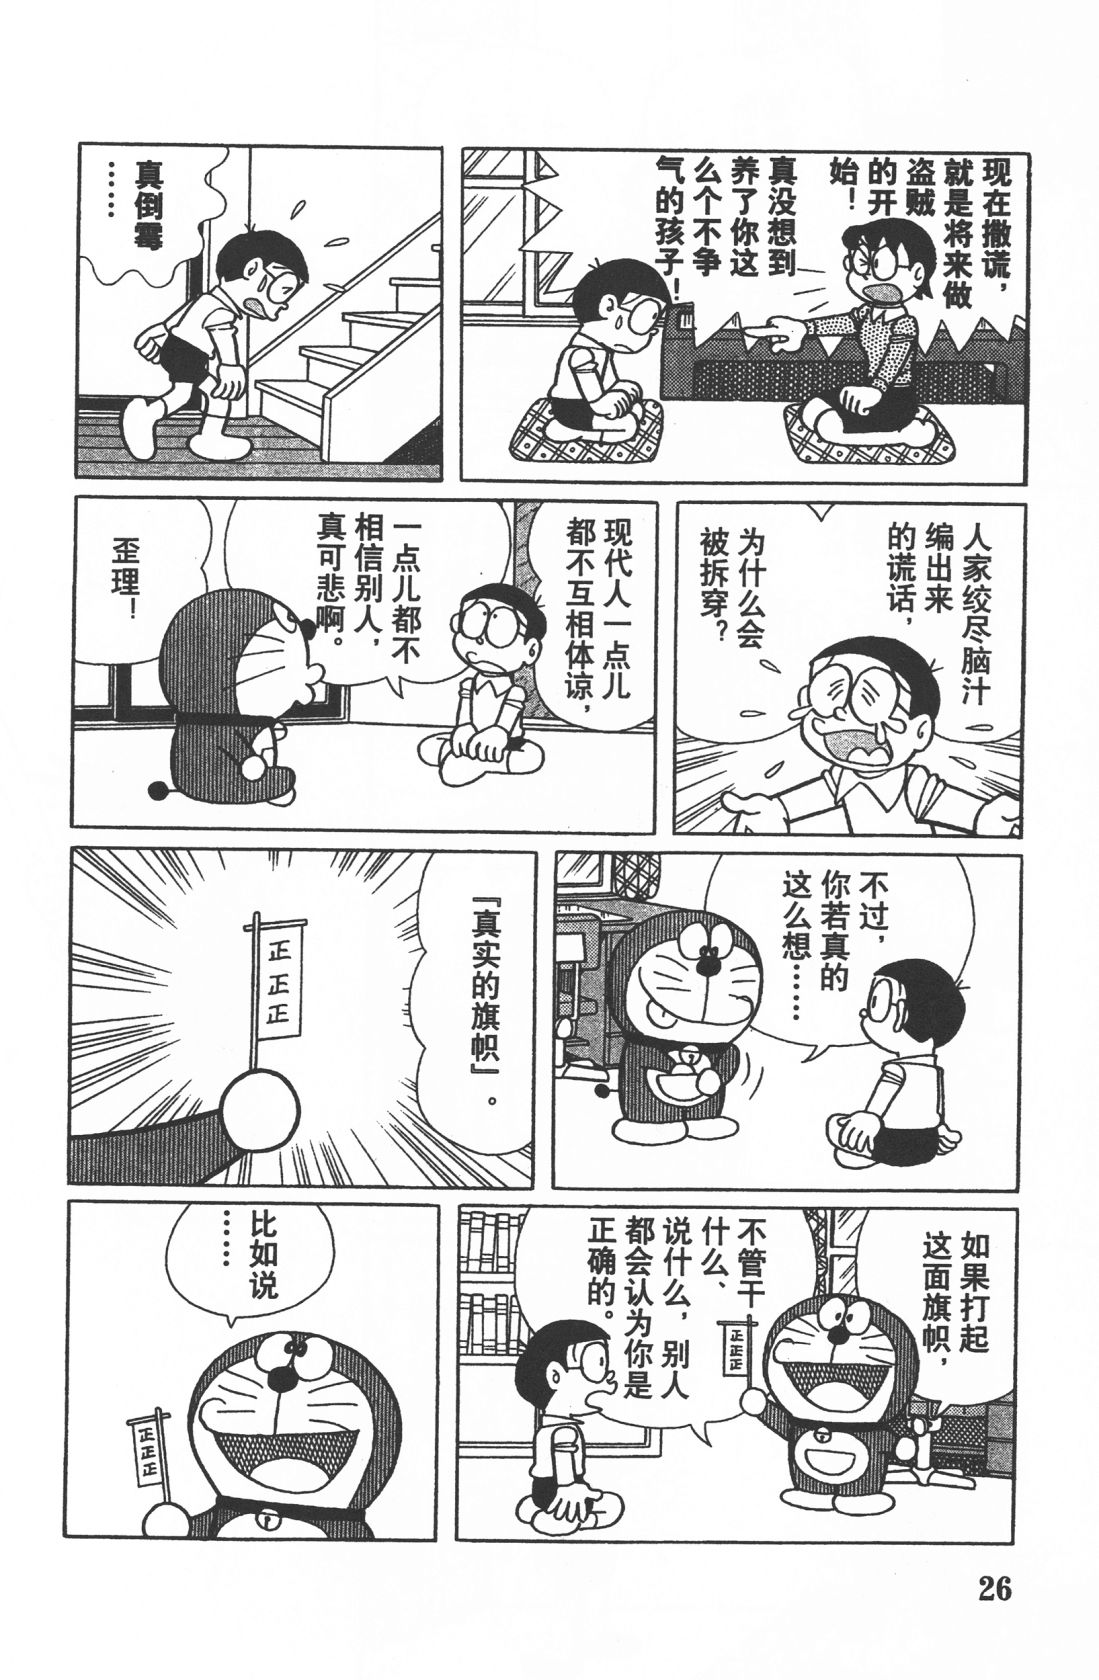 现在撒谎，
就是将来做
盗贼
的开
始！
真没想到
养了你这
么个不争
气的孩子！
真倒霉
……
人家绞尽脑汁
编出来
的谎话，
为什么会
被拆穿？
现代人一点儿
都不互相体谅，
一点儿都不
相信别人，
真可悲啊。
歪理！
不过，
你若真的
这么想……
『真实的旗帜』。
正
正
正
如果打起
这面旗帜，
不管干
什么、
说什么，别人
都会认为你是
正确的。
正
正
正
比如说
……
正
正
正
26